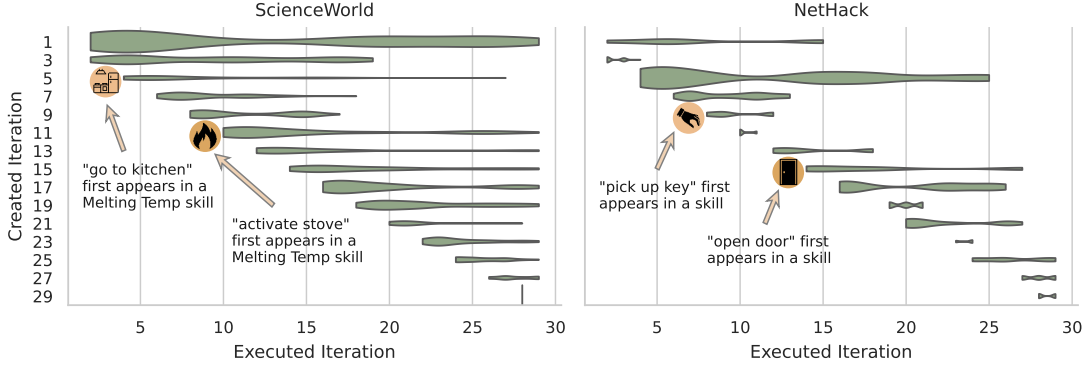 ScienceWorld
NetHack
Created Iteration
1
3
5
7
9
11
13
15
17
19
21
23
25
27
29
"go to kitchen"
first appears in a
Melting Temp skill
"activate stove"
first appears in a
Melting Temp skill
5
10
15
20
25
30
Executed Iteration
"pick up key" first
appears in a skill
"open door" first
appears in a skill
5
10
15
20
25
30
Executed Iteration